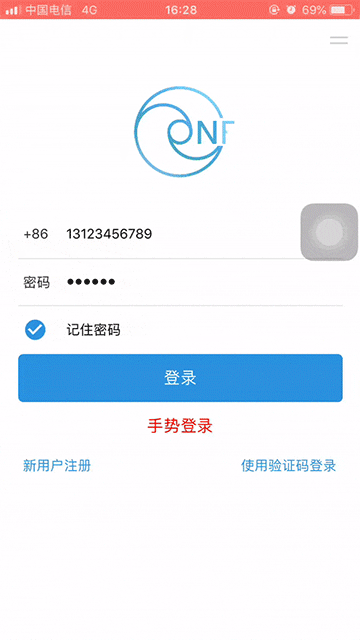 中国电信 4G 16:28 69%
ONF
+86 13123456789
密码 ●●●●●●
记住密码
登录
手势登录
新用户注册 使用验证码登录